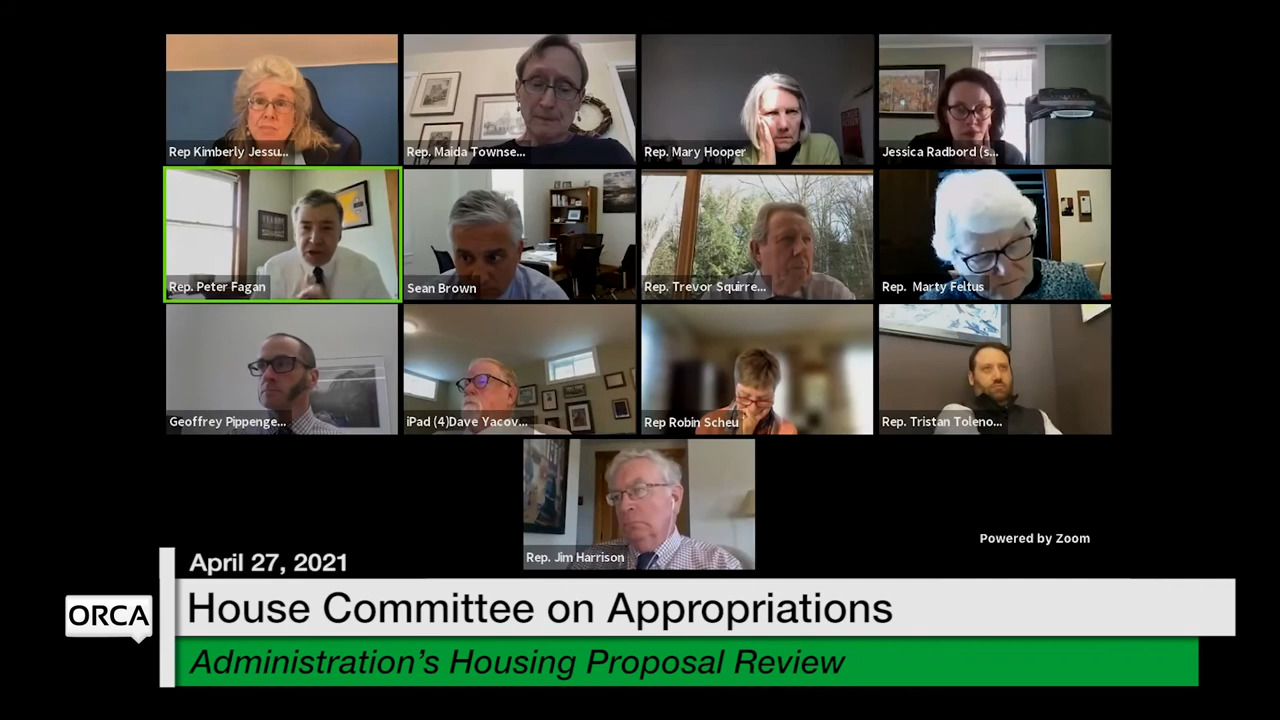 Rep Kimberly Jessu...
Rep. Maida Townse...
Rep. Mary Hooper
Jessica Radbord (s...
Rep. Peter Fagan
Sean Brown
Rep. Trevor Squirre...
Rep. Marty Feltus
Geoffrey Pippenge...
iPad (4)Dave Yacov...
Rep Robin Scheu
Rep. Tristan Toleno...
Rep. Jim Harrison
Powered by Zoom
April 27, 2021
ORCA
House Committee on Appropriations
Administration's Housing Proposal Review